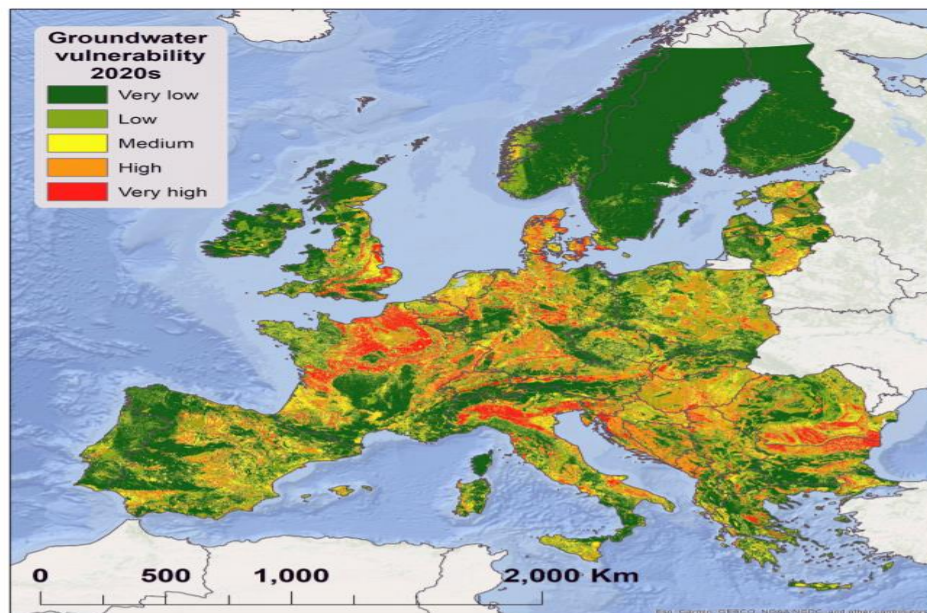 Groundwater
vulnerability
2020s
Very low
Low
Medium
High
Very high
0 500 1,000 2,000 Km